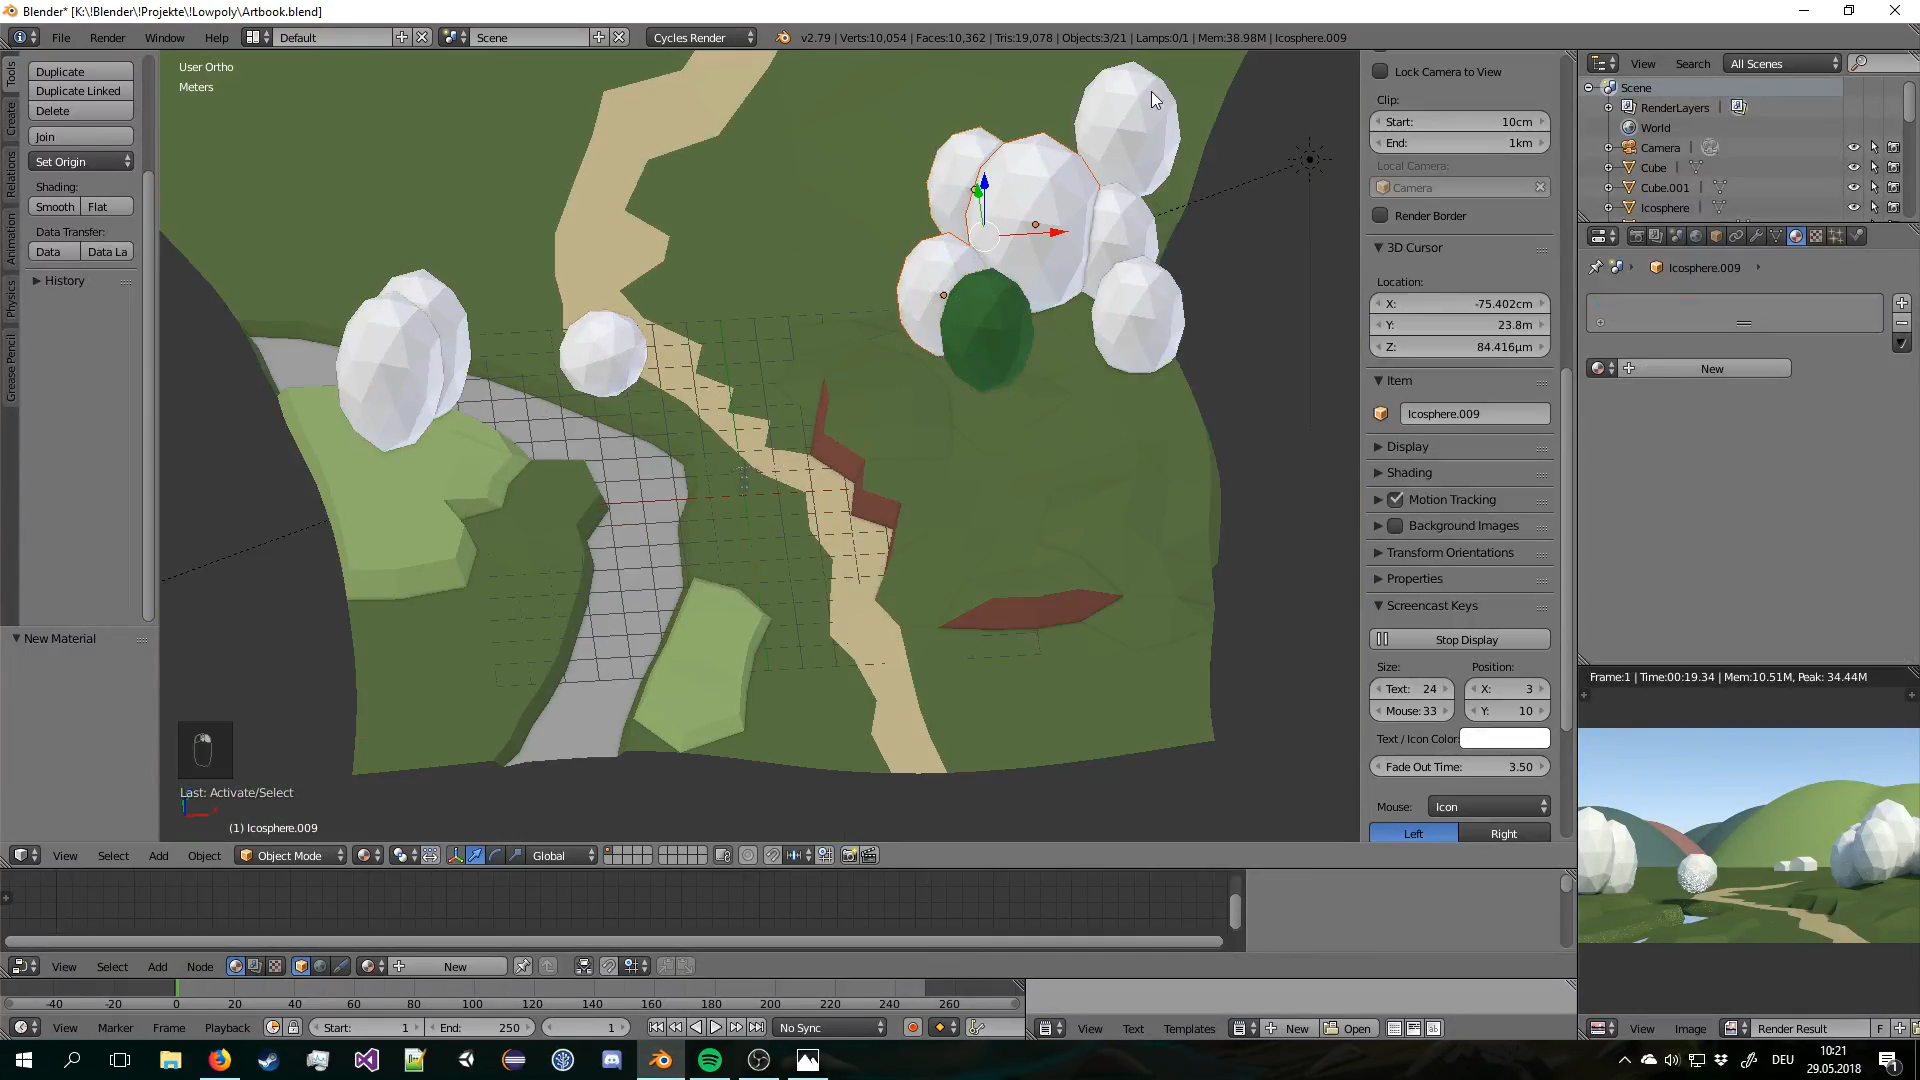 Blender* [K:\!Blender\!Projekte\!Lowpoly\Artbook.blend]
File Render Window Help Default Scene Cycles Render v2.79 | Verts:10,054 | Faces:10,362 | Tris:19,078 | Objects:3/21 | Lamps:0/1 | Mem:38.98M | Icosphere.009
Tools
Create
Relations
Animation
Physics
Grease Pencil
Duplicate
Duplicate Linked
Delete
Join
Set Origin
Shading:
Smooth Flat
Data Transfer:
Data Data La
History
New Material
User Ortho
Meters
Last: Activate/Select
(1) Icosphere.009
View Select Add Object Object Mode Global
Lock Camera to View
Clip:
Start: 10cm
End: 1km
Local Camera:
Camera
Render Border
3D Cursor
Location:
X: -75.402cm
Y: 23.8m
Z: 84.416µm
Item
Icosphere.009
Display
Shading
Motion Tracking
Background Images
Transform Orientations
Properties
Screencast Keys
Stop Display
Size: Position:
Text: 24 X: 3
Mouse: 33 Y: 10
Text / Icon Color:
Fade Out Time: 3.50
Mouse: Icon
Left Right
View Search All Scenes
Scene
RenderLayers
World
Camera
Cube
Cube.001
Icosphere
Icosphere.009
New
Frame:1 | Time:00:19.34 | Mem:10.51M, Peak: 34.44M
View Image Render Result F
View Select Add Node New
-40 -20 0 20 40 60 80 100 120 140 160 180 200 220 240 260
View Marker Frame Playback Start: 1 End: 250 1 No Sync
View Text Templates New Open
DEU
10:21
29.05.2018
1